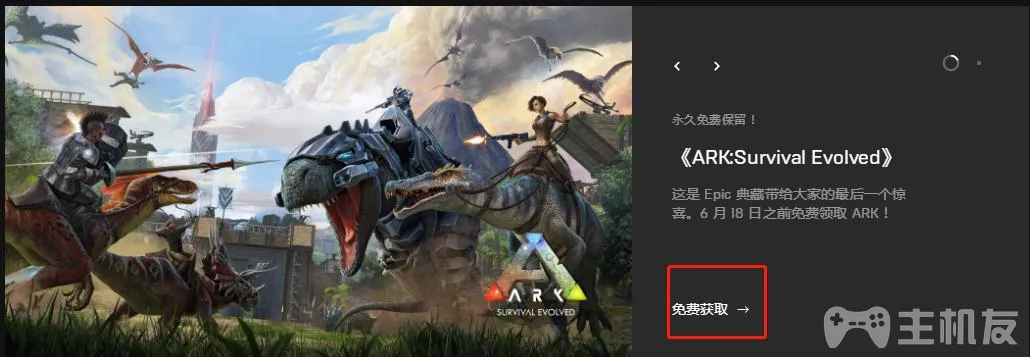 永久免费保留！
《ARK:Survival Evolved》
这是 Epic 典藏带给大家的最后一个惊
喜。6 月 18 日之前免费领取 ARK！
ARK
SURVIVAL EVOLVED
免费获取 →
主机友